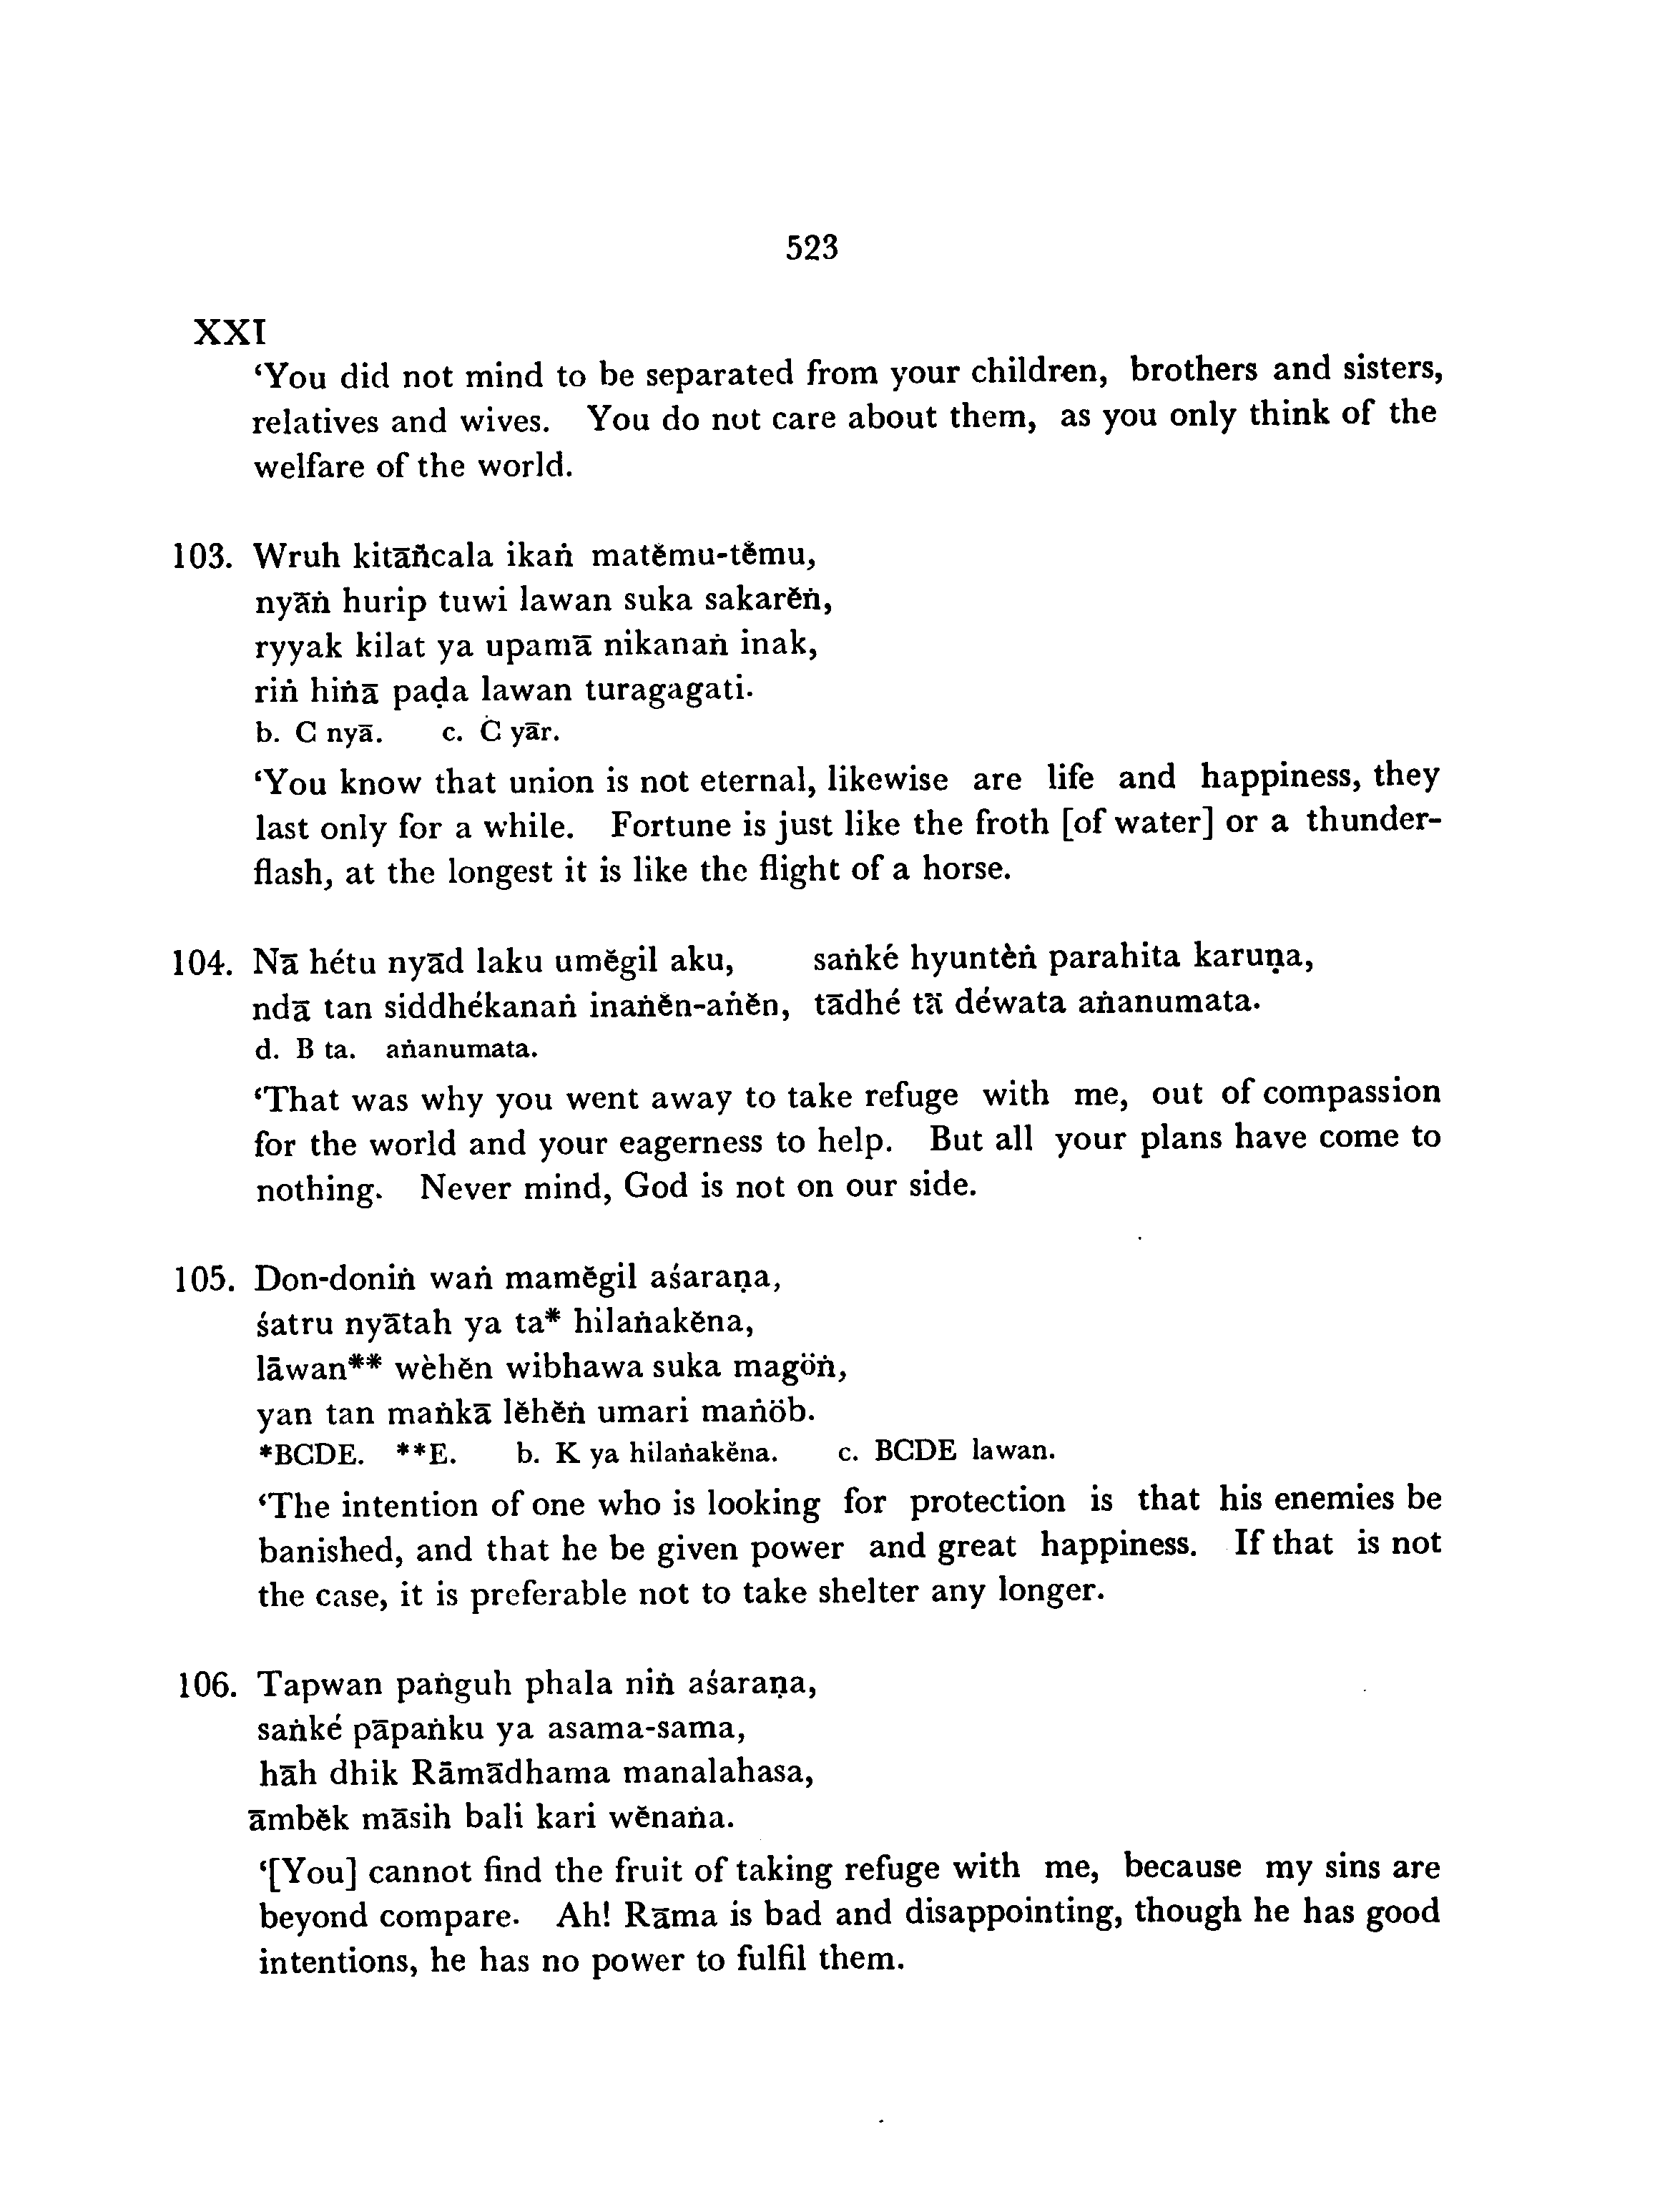 523
XXI
‘You did not mind to be separated from your children, brothers and sisters,
relatives and wives. You do not care about them, as you only think of the
welfare of the world.
103. Wruh kitāñcala ikaṅ matĕmu-tĕmu,
nyāṅ hurip tuwi lawan suka sakarĕṅ,
ryyak kilat ya upamā nikanaṅ inak,
riṅ hiṅā paḍa lawan turagagati.
b. C nyā. c. C yār.
‘You know that union is not eternal, likewise are life and happiness, they
last only for a while. Fortune is just like the froth [of water] or a thunder-
flash, at the longest it is like the flight of a horse.
104. Nā hétu nyād laku umĕgil aku, saṅké hyuntèṅ parahita karuṇa,
ndā tan siddhékanaṅ inaṅĕn-aṅĕn, tādhé tā déwata aṅanumata.
d. B ta. aṅanumata.
‘That was why you went away to take refuge with me, out of compassion
for the world and your eagerness to help. But all your plans have come to
nothing. Never mind, God is not on our side.
105. Don-doniṅ waṅ mamĕgil aśaraṇa,
śatru nyātah ya ta* hilaṅakĕna,
lāwan** wèhĕn wibhawa suka magöṅ,
yan tan maṅkā lĕhĕṅ umari maṅöb.
*BCDE. **E. b. K ya hilaṅakĕna. c. BCDE lawan.
‘The intention of one who is looking for protection is that his enemies be
banished, and that he be given power and great happiness. If that is not
the case, it is preferable not to take shelter any longer.
106. Tapwan paṅguh phala niṅ aśaraṇa,
saṅké pāpaṅku ya asama-sama,
hāh dhik Rāmādhama manalahasa,
āmbĕk māsih bali kari wĕnaṅa.
‘[You] cannot find the fruit of taking refuge with me, because my sins are
beyond compare. Ah! Rāma is bad and disappointing, though he has good
intentions, he has no power to fulfil them.